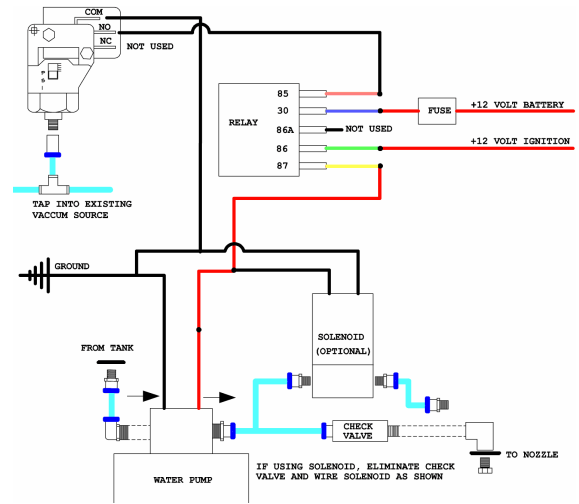 COM
NO
NC
NOT USED
P
S
I
TAP INTO EXISTING
VACCUM SOURCE
RELAY
85
30
86A
86
87
NOT USED
FUSE
+12 VOLT BATTERY
+12 VOLT IGNITION
GROUND
SOLENOID
(OPTIONAL)
FROM TANK
CHECK
VALVE
TO NOZZLE
WATER PUMP
IF USING SOLENOID, ELIMINATE CHECK
VALVE AND WIRE SOLENOID AS SHOWN